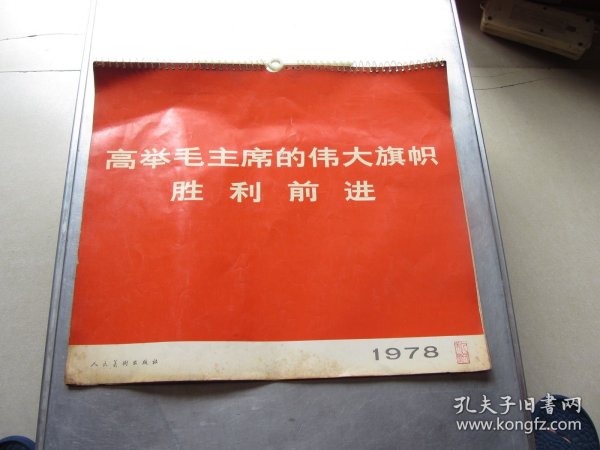 高举毛主席的伟大旗帜
胜利前进
人民美术出版社
1978
孔夫子旧书网
www.kongfz.com